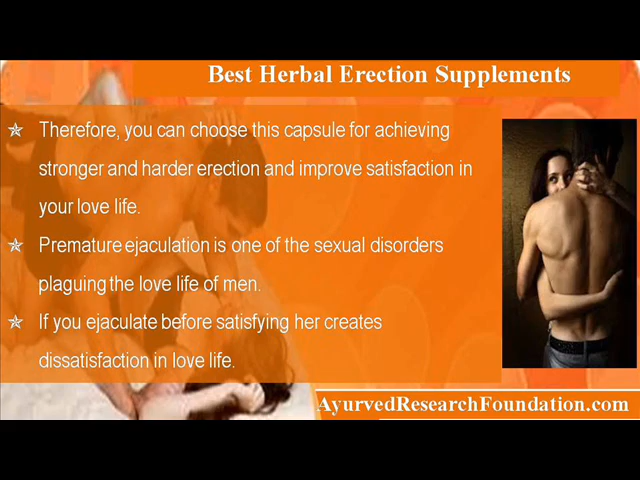 Best Herbal Erection Supplements
✯ Therefore, you can choose this capsule for achieving
stronger and harder erection and improve satisfaction in
your love life.
✯ Premature ejaculation is one of the sexual disorders
plaguing the love life of men.
✯ If you ejaculate before satisfying her creates
dissatisfaction in love life.
AyurvedResearchFoundation.com